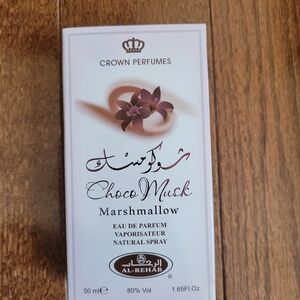 CROWN PERFUMES
شوكو مسك
Choco Musk
Marshmallow
EAU DE PARFUM
VAPORISATEUR
NATURAL SPRAY
الرحاب
AL-REHAB
50 ml ℮ 80% Vol 1.65Fl.Oz